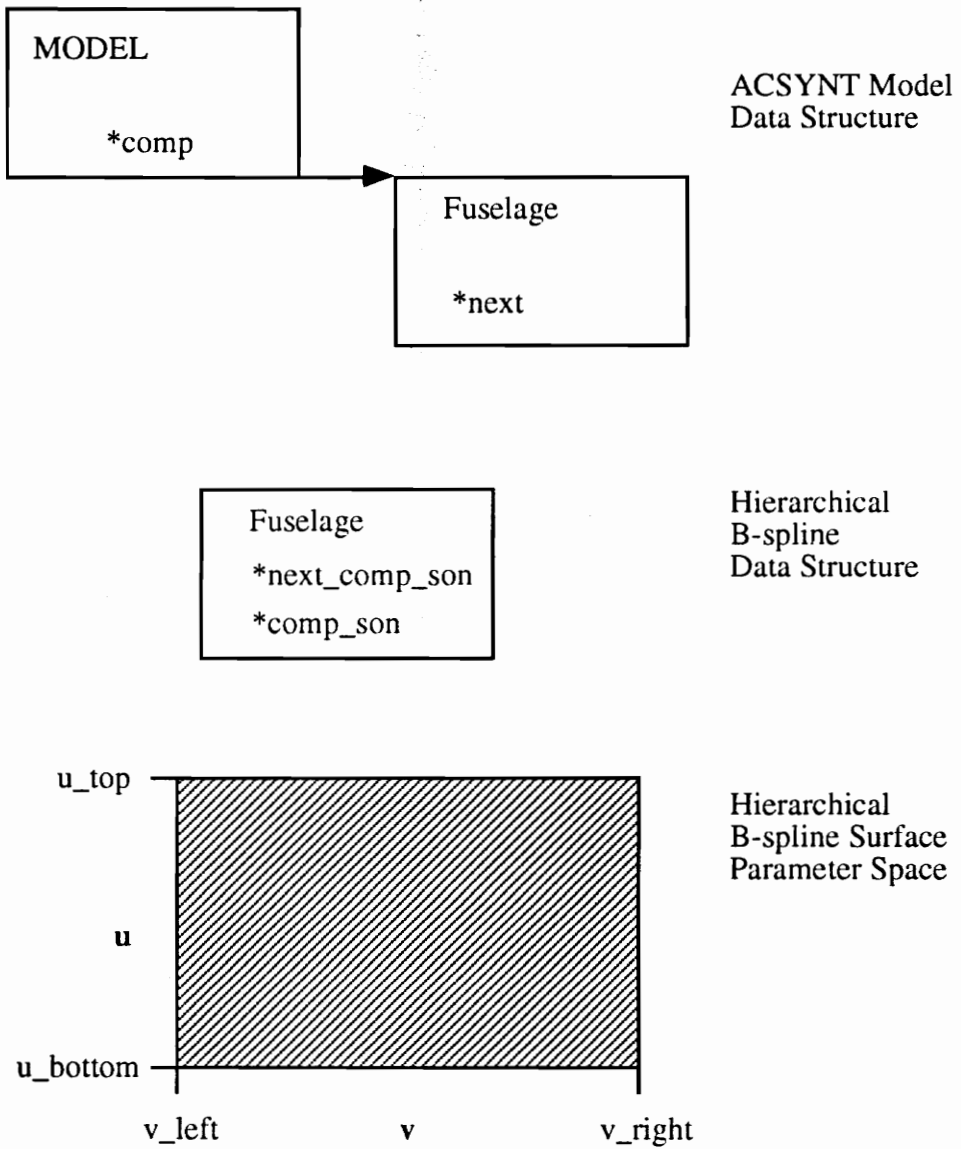 MODEL
*comp
ACSYNT Model
Data Structure
Fuselage
*next
Fuselage
*next_comp_son
*comp_son
Hierarchical
B-spline
Data Structure
u_top
u
u_bottom
v_left
v
v_right
Hierarchical
B-spline Surface
Parameter Space